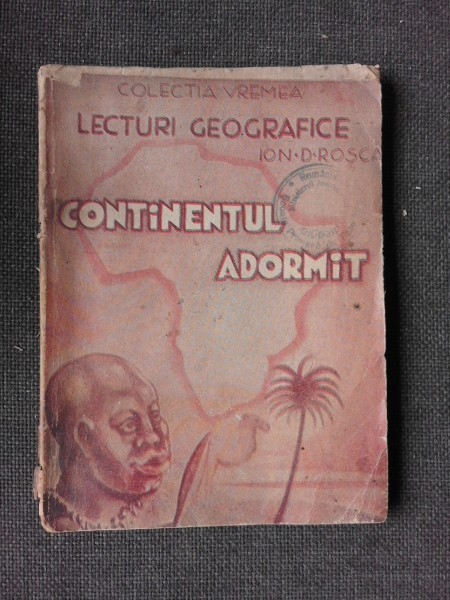 COLECTIA VREMEA
LECTURI GEOGRAFICE
ION·D·ROSCA
CONTINENTUL
ADORMIT